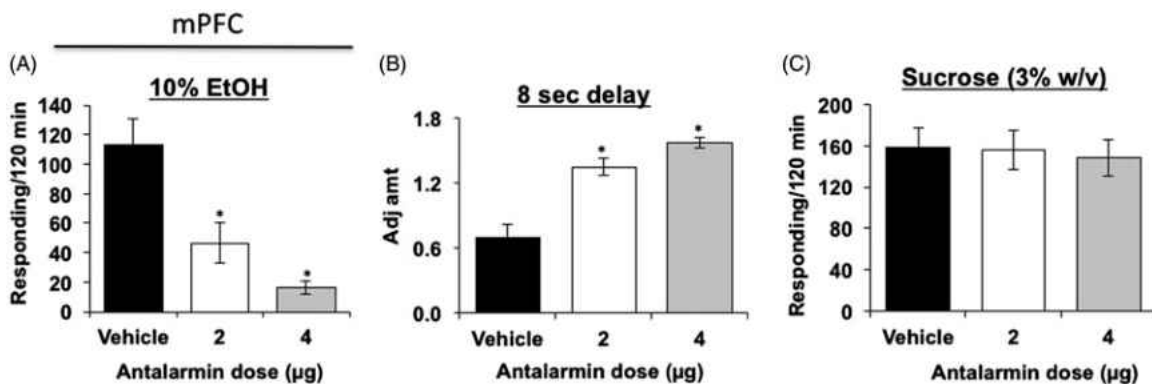 mPFC
(A)
10% EtOH
Responding/120 min
140
120
100
80
60
40
20
0
*
*
Vehicle 2 4
Antalarmin dose (µg)
(B)
8 sec delay
Adj amt
1.8
1.2
0.6
0.0
*
*
Vehicle 2 4
Antalarmin dose (µg)
(C)
Sucrose (3% w/v)
Responding/120 min
200
160
120
80
40
0
Vehicle 2 4
Antalarmin dose (µg)